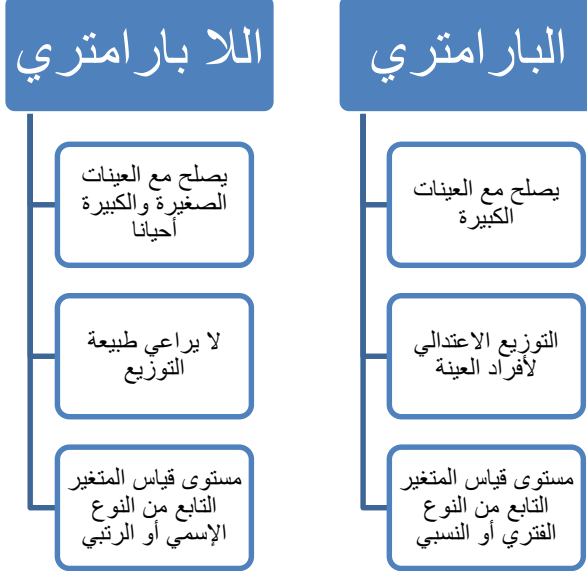 البارامتري
يصلح مع العينات
الكبيرة
التوزيع الاعتدالي
لأفراد العينة
مستوى قياس المتغير
التابع من النوع
الفتري أو النسبي
اللا بارامتري
يصلح مع العينات
الصغيرة والكبيرة
أحيانا
لا يراعي طبيعة
التوزيع
مستوى قياس المتغير
التابع من النوع
الإسمي أو الرتبي